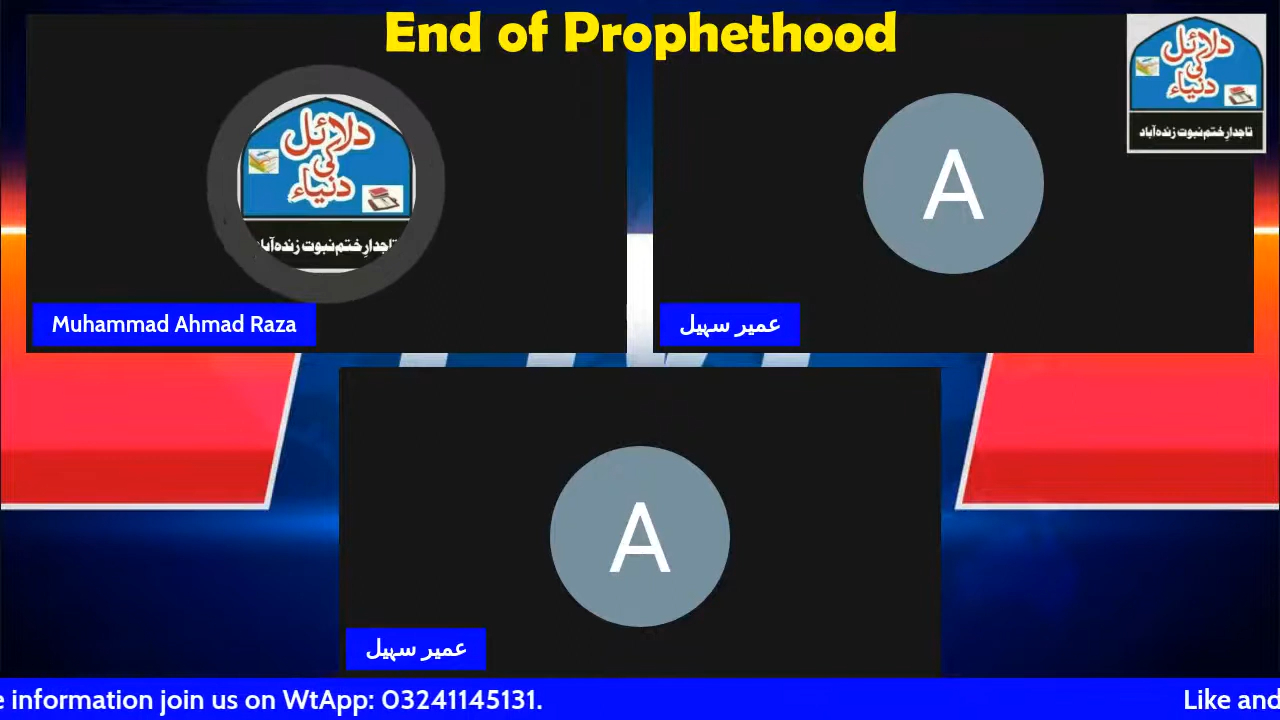 End of Prophethood
دلائل
کی
دنیاء
تاجدارِ ختم نبوت زندہ آباد
دلائل
کی
دنیاء
تاجدارِ ختم نبوت زندہ آباد
A
Muhammad Ahmad Raza
عمیر سہیل
A
عمیر سہیل
e information join us on WtApp: 03241145131.
Like and